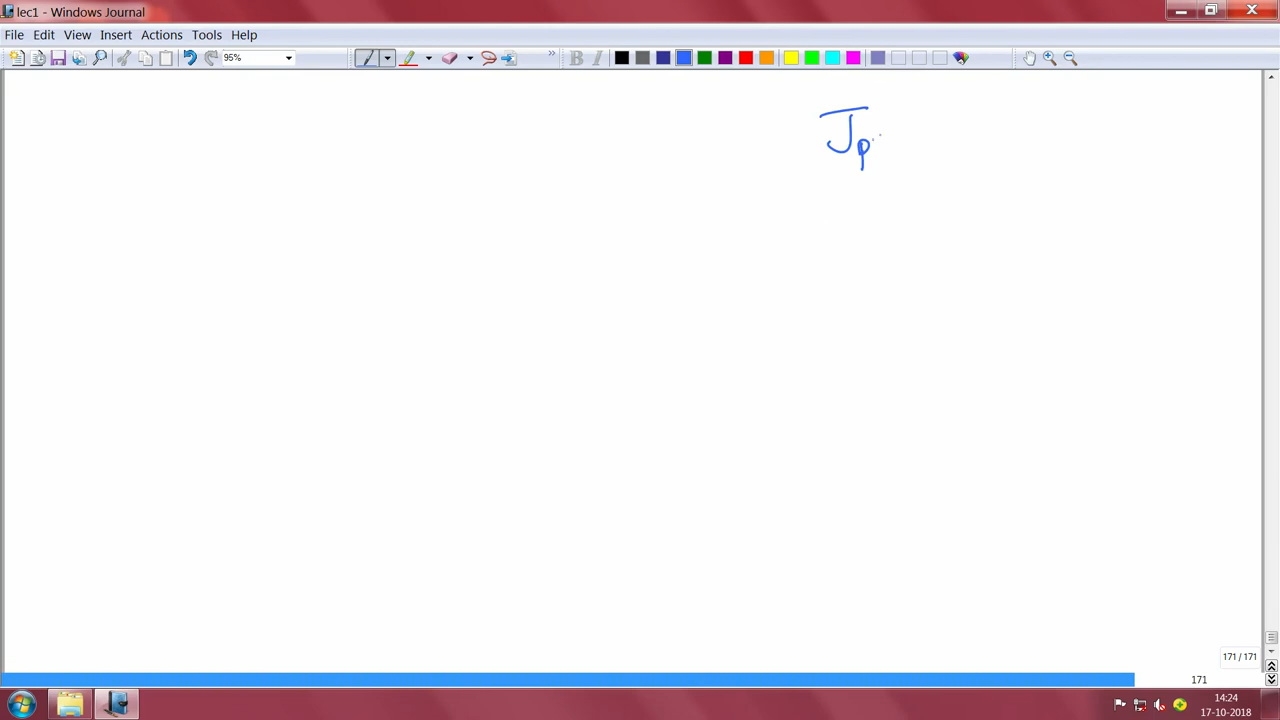 lec1 - Windows Journal
File Edit View Insert Actions Tools Help
95% » B I
Jp
171 / 171
171
14:24
17-10-2018